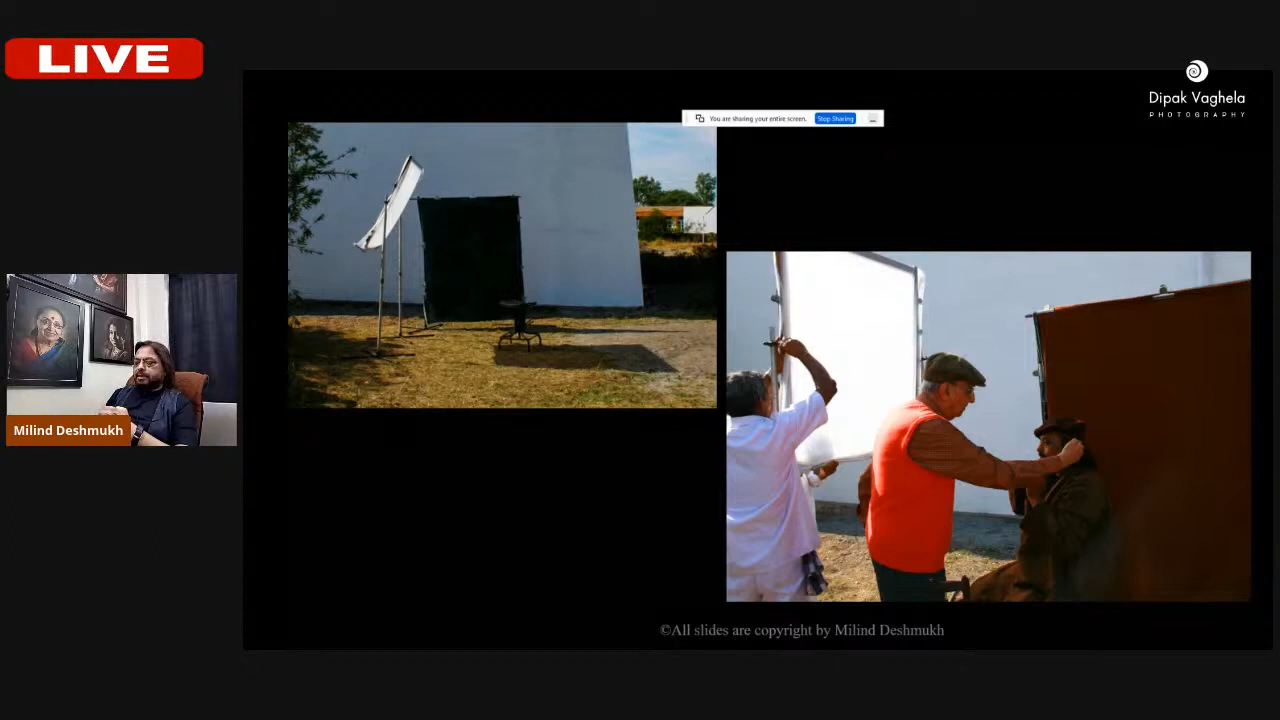 LIVE
Dipak Vaghela
PHOTOGRAPHY
You are sharing your entire screen.
Stop Sharing
Milind Deshmukh
©All slides are copyright by Milind Deshmukh